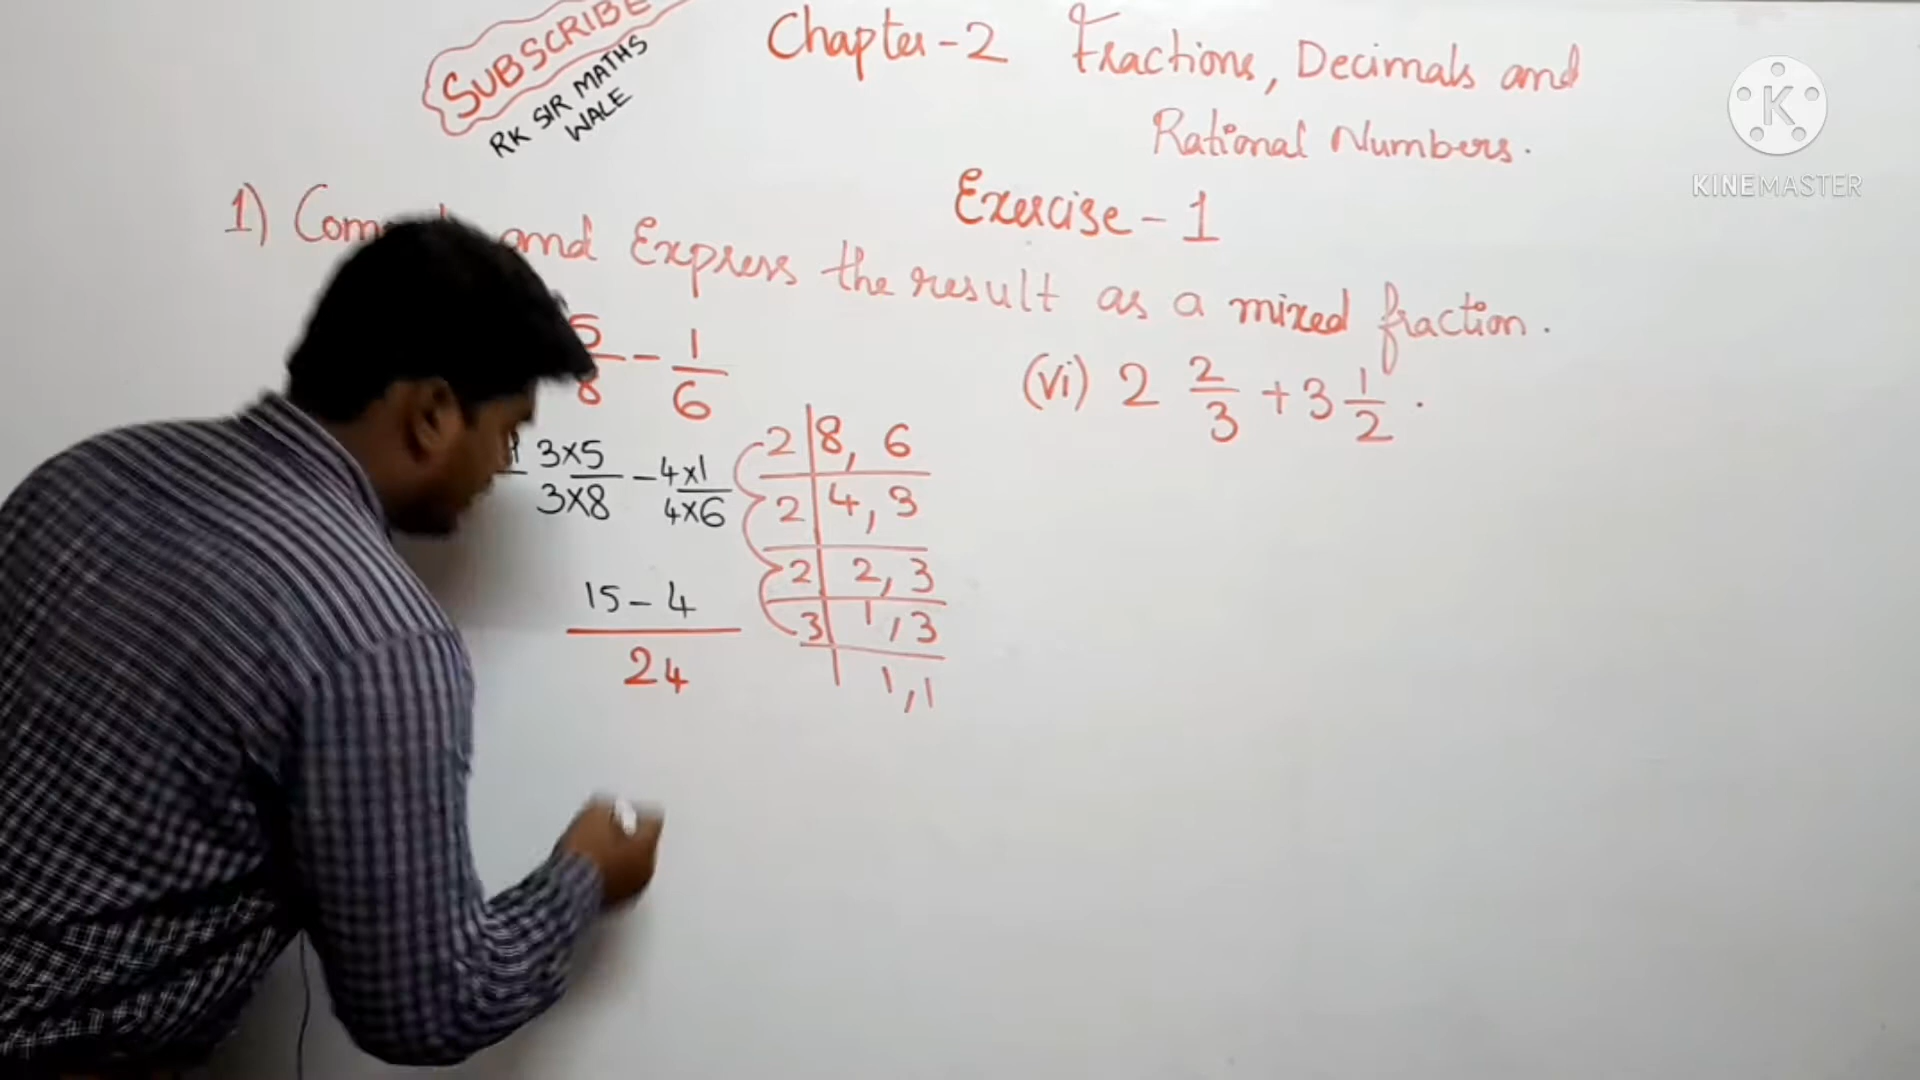 SUBSCRIBE
RK SIR MATHS
WALE
Chapter-2 Fractions, Decimals and
Rational Numbers.
KINEMASTER
Exercise-1
1) and Express the result as a mixed fraction.
5/8 - 1/6
(vi) 2 2/3 + 3 1/2 .
3×5/3×8 - 4×1/4×6
15-4
24
2 | 8, 6
2 | 4, 3
2 | 2, 3
3 | 1, 3
| 1, 1